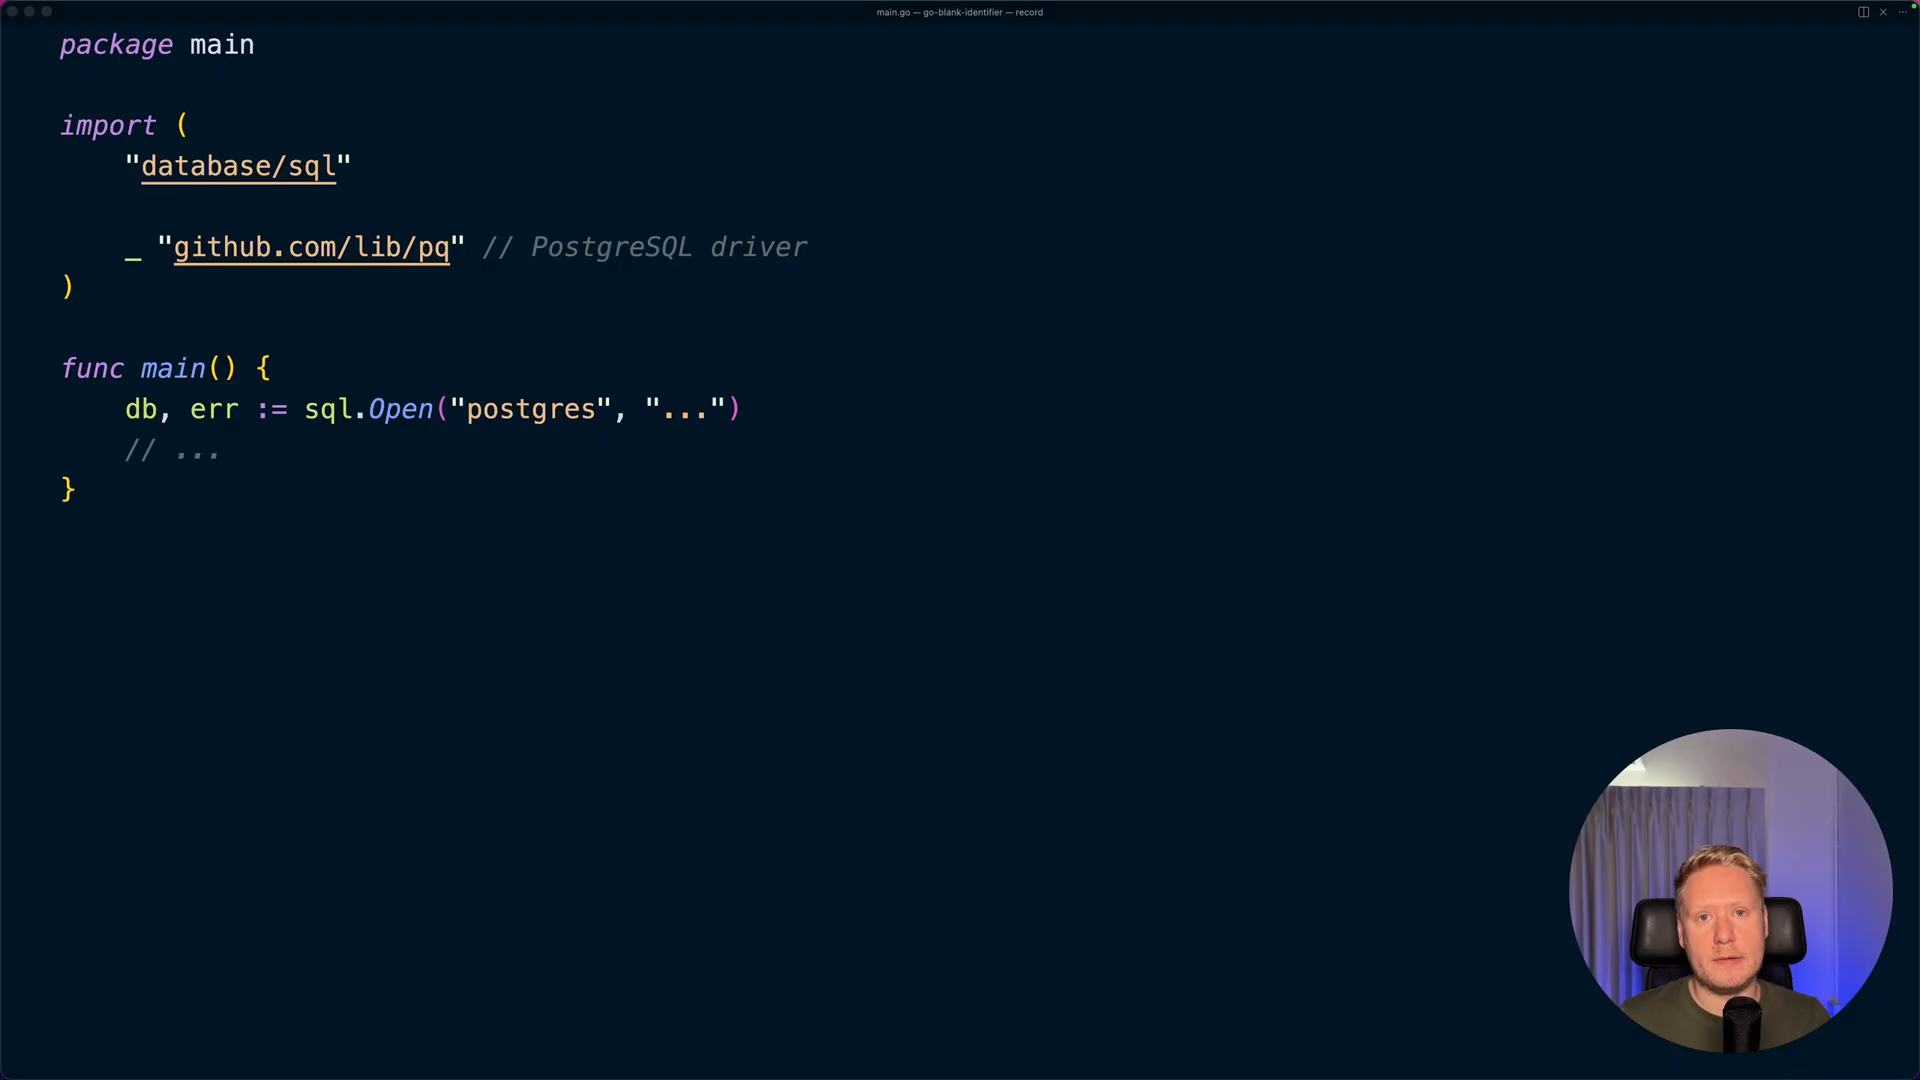 main.go — go-blank-identifier — record
package main
import (
"database/sql"
_ "github.com/lib/pq" // PostgreSQL driver
)
func main() {
db, err := sql.Open("postgres", "...")
// ...
}